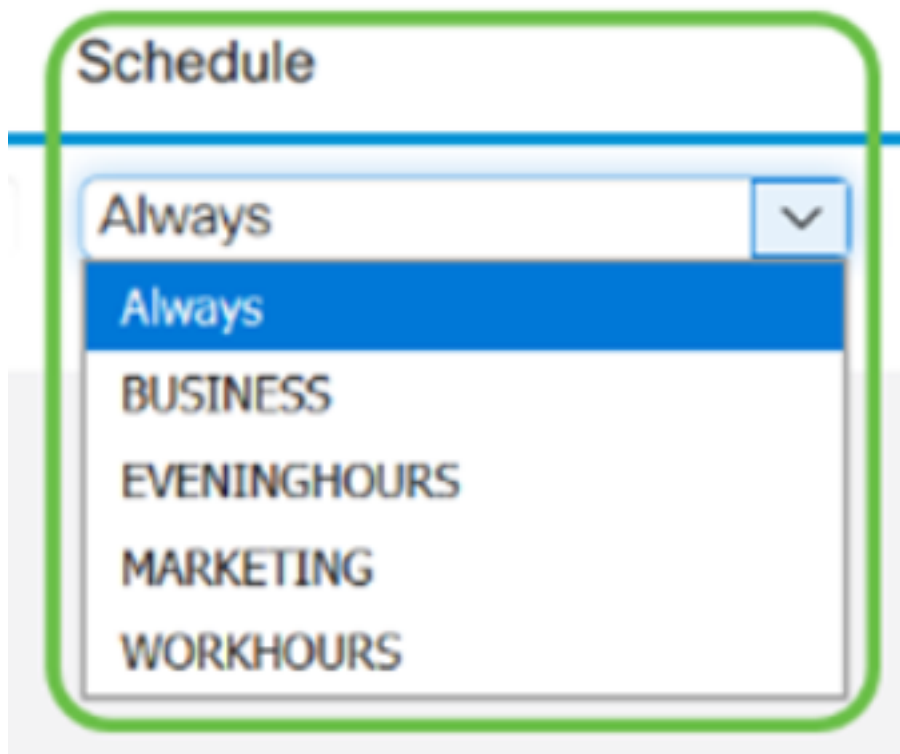 Schedule
Always
Always
BUSINESS
EVENINGHOURS
MARKETING
WORKHOURS